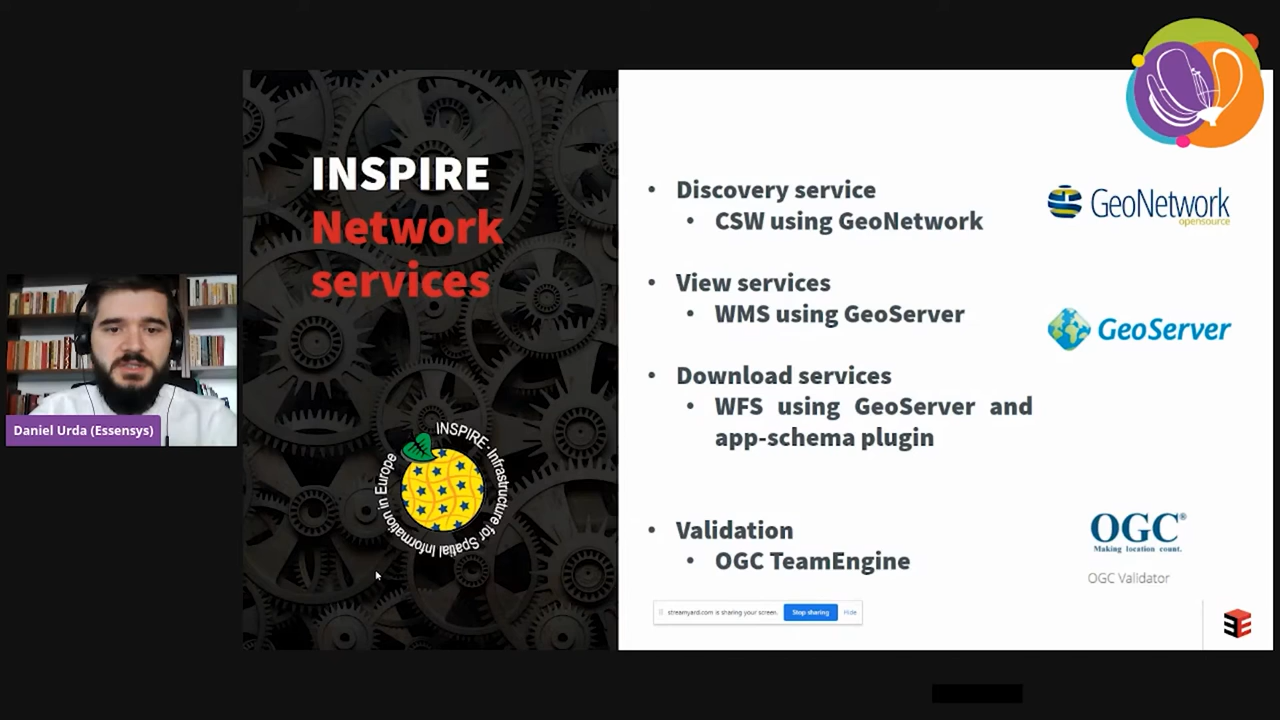 INSPIRE
Network
services
INSPIRE - Infrastructure for Spatial Information in Europe
Daniel Urda (Essensys)
• Discovery service
• CSW using GeoNetwork
• View services
• WMS using GeoServer
• Download services
• WFS using GeoServer and
app-schema plugin
• Validation
• OGC TeamEngine
GeoNetwork
opensource
GeoServer
OGC®
Making location count.
OGC Validator
streamyard.com is sharing your screen.
Stop sharing
Hide